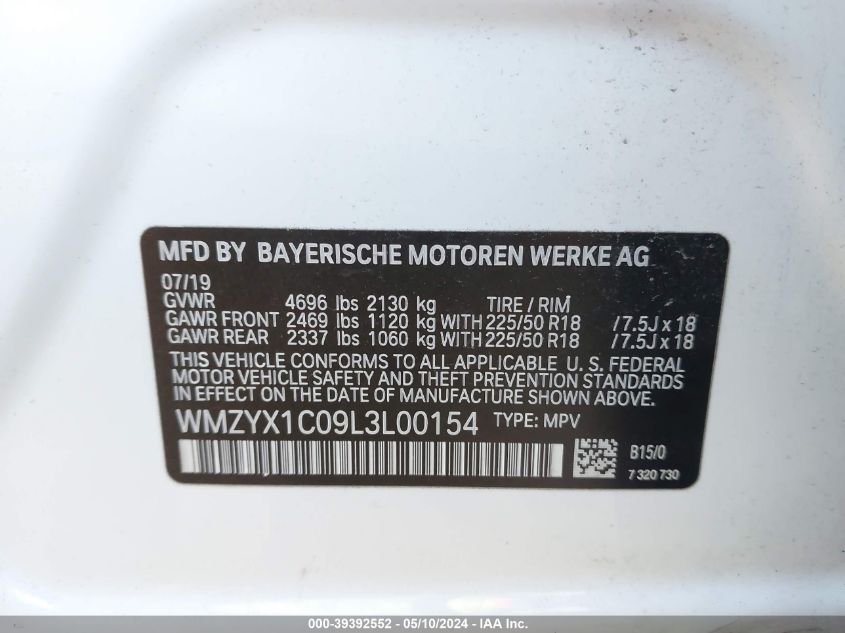 MFD BY BAYERISCHE MOTOREN WERKE AG
07/19
GVWR 4696 lbs 2130 kg TIRE / RIM
GAWR FRONT 2469 lbs 1120 kg WITH 225/50 R18 / 7.5J x 18
GAWR REAR 2337 lbs 1060 kg WITH 225/50 R18 / 7.5J x 18
THIS VEHICLE CONFORMS TO ALL APPLICABLE U. S. FEDERAL
MOTOR VEHICLE SAFETY AND THEFT PREVENTION STANDARDS
IN EFFECT ON THE DATE OF MANUFACTURE SHOWN ABOVE.
WMZYX1C09L3L00154 TYPE: MPV
B15/0
7 320 730
000-39392552 - 05/10/2024 - IAA Inc.